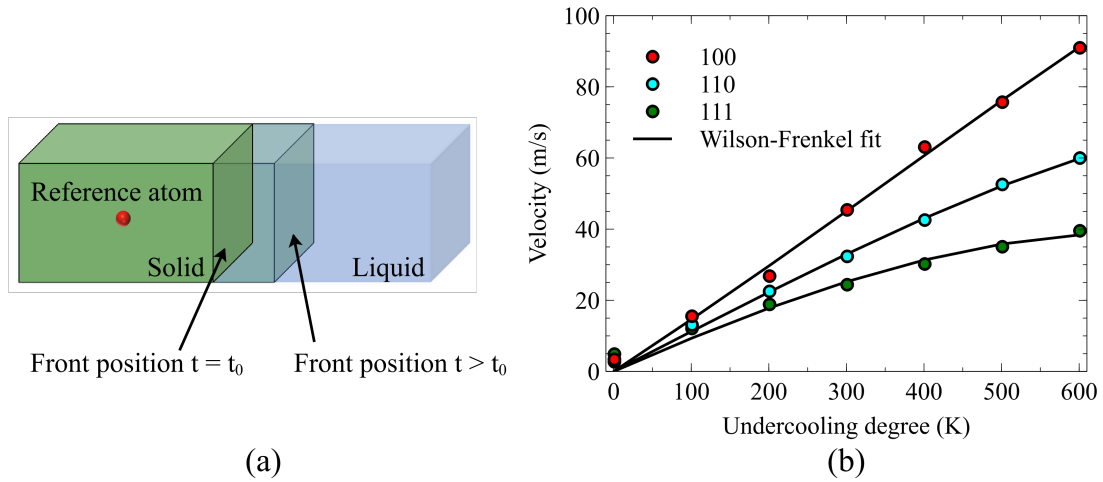 Reference atom
Solid
Liquid
Front position t = t₀
Front position t > t₀
(a)
100
80
60
40
20
0
Velocity (m/s)
100
110
111
Wilson-Frenkel fit
0 100 200 300 400 500 600
Undercooling degree (K)
(b)